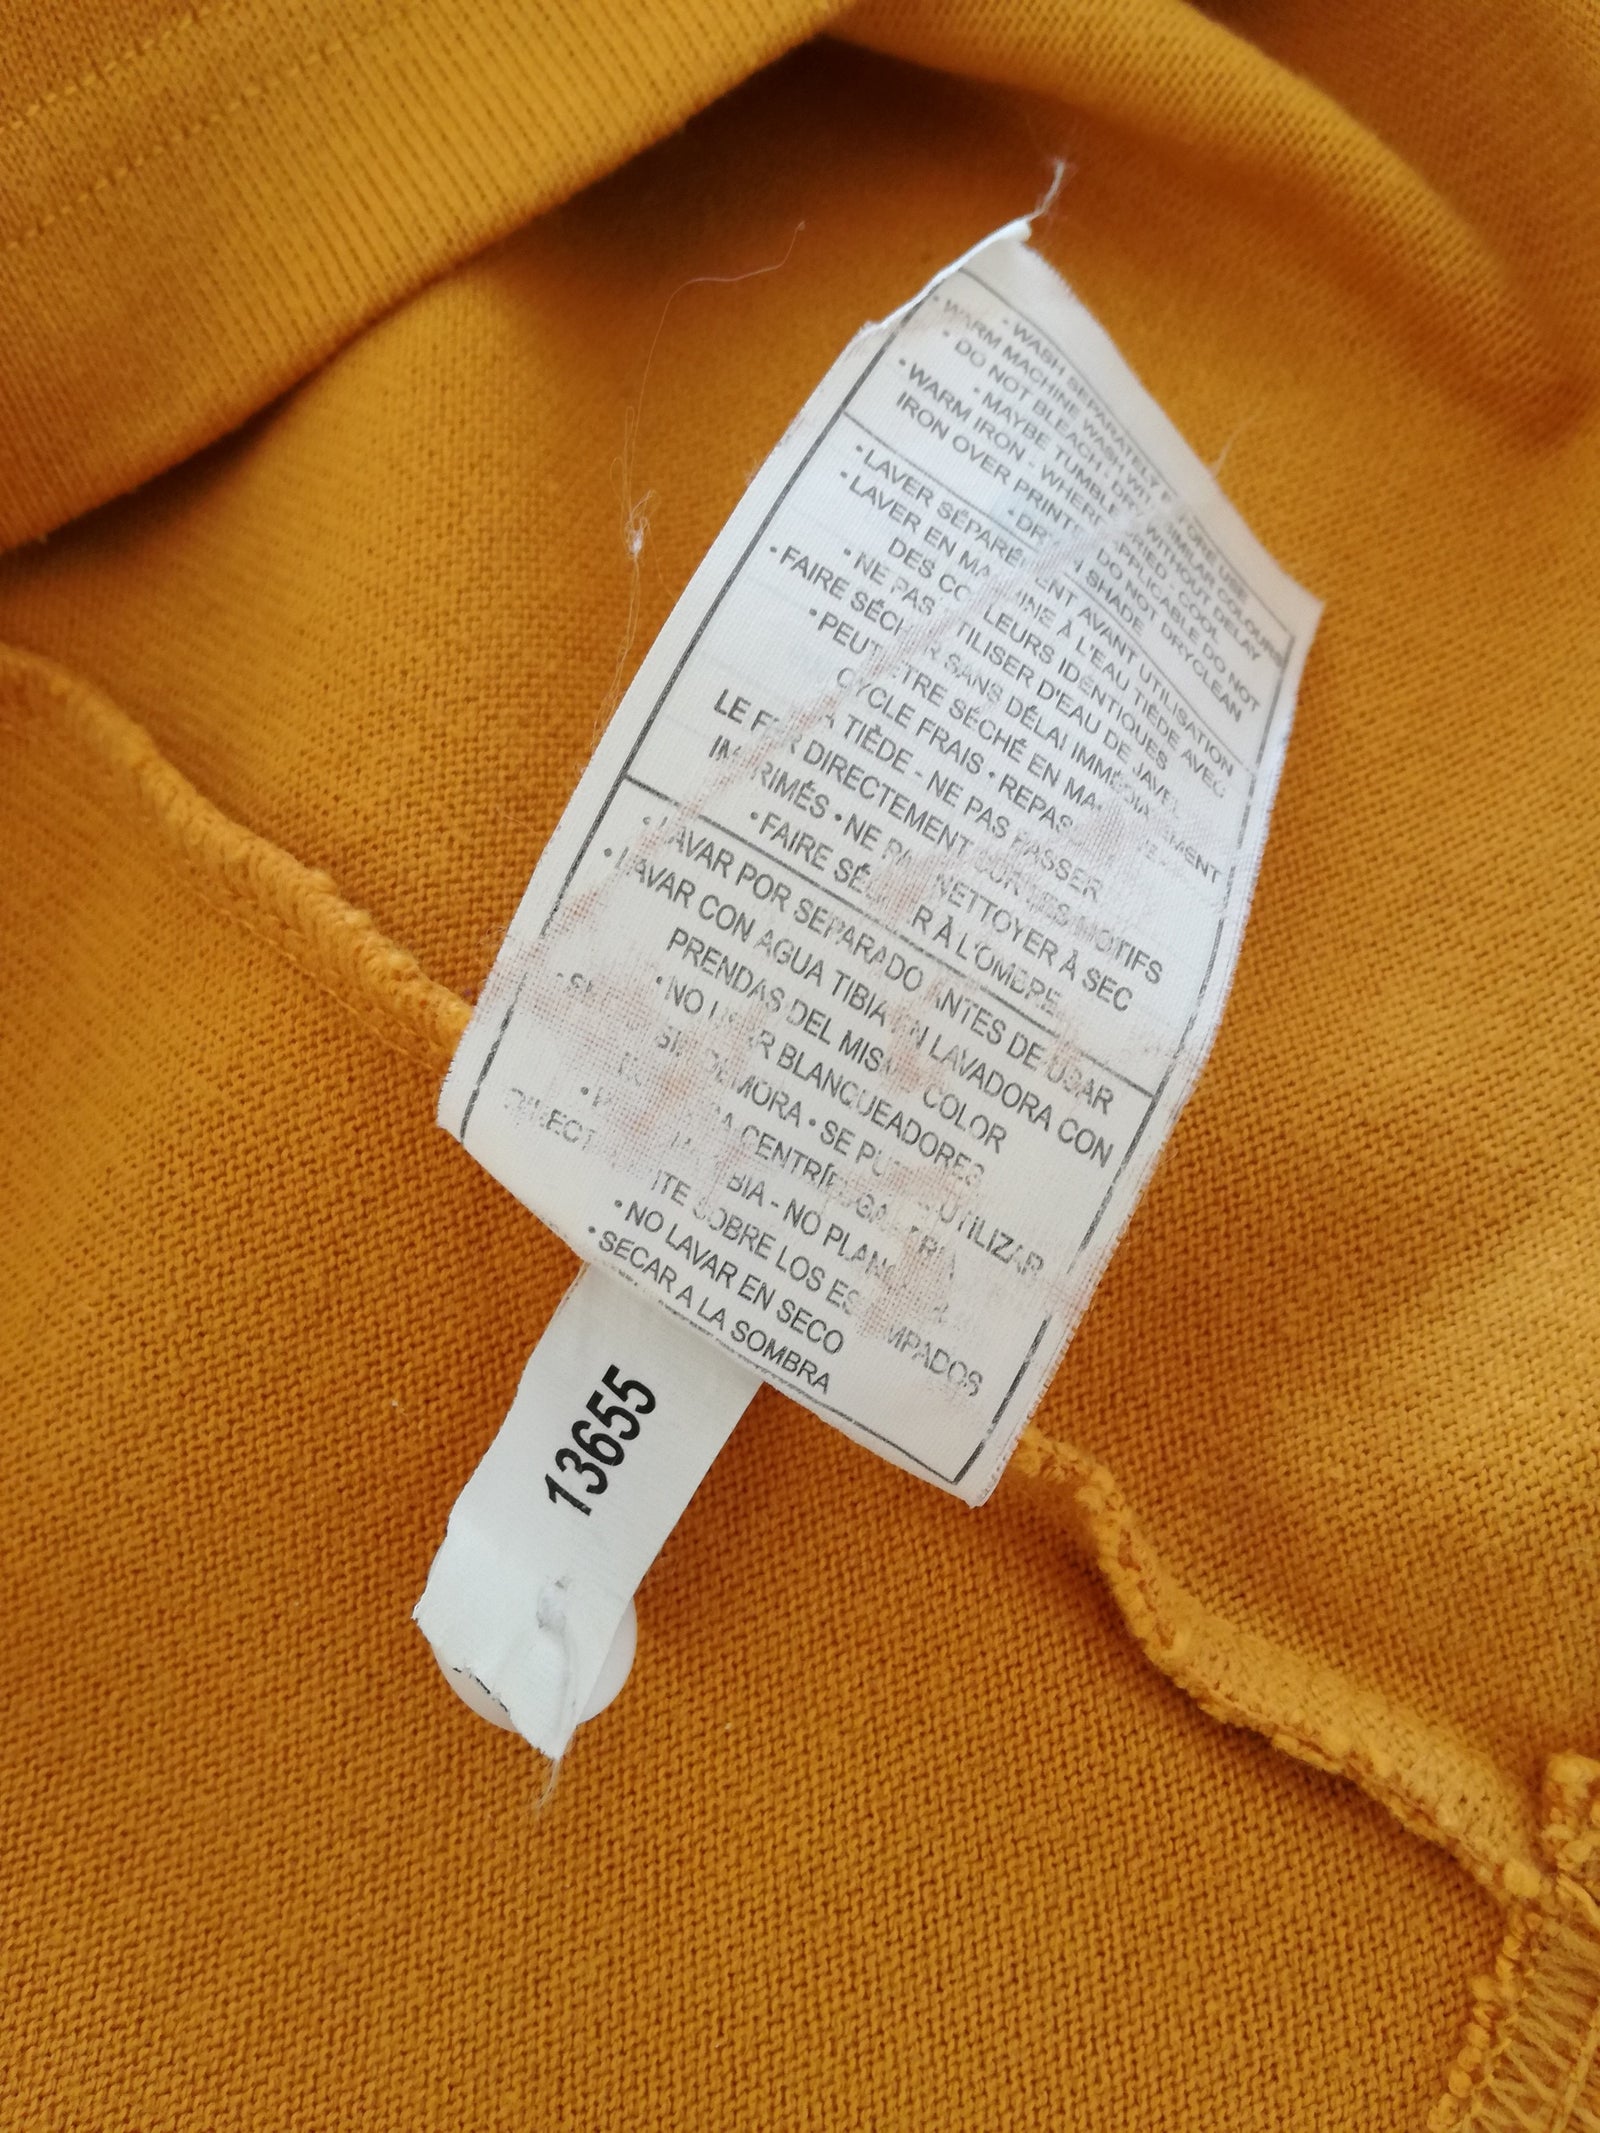 • WASH SEPARATELY BEFORE USE
• WARM MACHINE WASH WITH SIMILAR COLOURS
• DO NOT BLEACH • DRY WITHOUT DELAY
• MAYBE TUMBLE DRIED COOL
• WARM IRON - WHERE APPLICABLE DO NOT
IRON OVER PRINTS • DO NOT DRYCLEAN
• DRY IN SHADE
• LAVER SÉPARÉMENT AVANT UTILISATION
• LAVER EN MACHINE À L'EAU TIÈDE AVEC
DES COULEURS IDÉNTIQUES
• NE PAS UTILISER D'EAU DE JAVEL
• FAIRE SÉCHER SANS DÉLAI IMMÉDIATEMENT
• PEUT ÊTRE SÉCHÉ EN
CYCLE FRAIS • REPASSER
À TIÈDE - NE PAS PASSER
LE FER DIRECTEMENT SUR LES MOTIFS
IMPRIMÉS • NE PAS NETTOYER À SEC
• FAIRE SÉCHER À L'OMBRE
• LAVAR POR SEPARADO ANTES DE USAR
• LAVAR CON AGUA TIBIA EN LAVADORA CON
PRENDAS DEL MISMO COLOR
• NO USAR BLANQUEADORES
SIN DEMORA • SE PUEDE UTILIZAR
CENTRÍFUGA FRIA
TIBIA - NO PLANCHAR
DIRECTAMENTE SOBRE LOS ESTAMPADOS
• NO LAVAR EN SECO
• SECAR A LA SOMBRA
13655